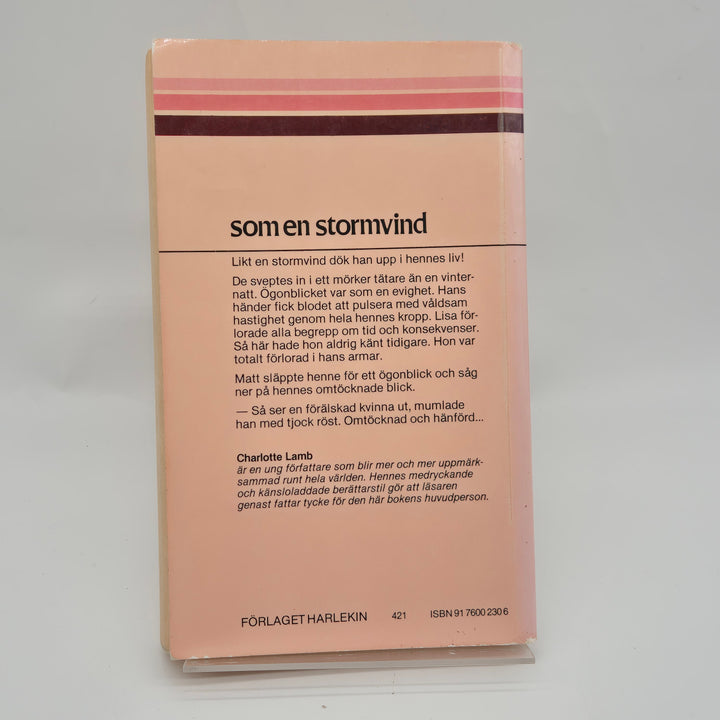 som en stormvind
Likt en stormvind dök han upp i hennes liv!
De sveptes in i ett mörker tätare än en vinter-
natt. Ögonblicket var som en evighet. Hans
händer fick blodet att pulsera med våldsam
hastighet genom hela hennes kropp. Lisa för-
lorade alla begrepp om tid och konsekvenser.
Så här hade hon aldrig känt tidigare. Hon var
totalt förlorad i hans armar.
Matt släppte henne för ett ögonblick och såg
ner på hennes omtöcknade blick.
— Så ser en förälskad kvinna ut, mumlade
han med tjock röst. Omtöcknad och hänförd...
Charlotte Lamb
är en ung författare som blir mer och mer uppmärk-
sammad runt hela världen. Hennes medryckande
och känsloladdade berättarstil gör att läsaren
genast fattar tycke för den här bokens huvudperson.
FÖRLAGET HARLEKIN 421 ISBN 91 7600 230 6